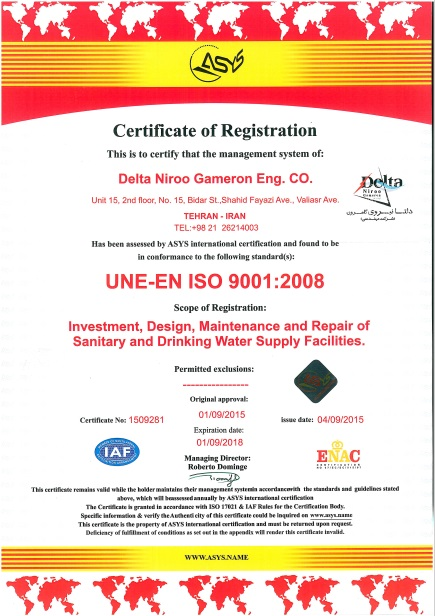 ASYS
Certificate of Registration
This is to certify that the management system of:
Delta Niroo Gameron Eng. CO.
Unit 15, 2nd floor, No. 15, Bidar St.,Shahid Fayazi Ave., Valiasr Ave.
TEHRAN - IRAN
TEL:+98 21 26214003
Delta
Niroo
Gameron
دلتا نیروی گامرون
Has been assessed by ASYS international certification and found to be
in conformance to the following standard(s):
UNE-EN ISO 9001:2008
Scope of Registration:
Investment, Design, Maintenance and Repair of
Sanitary and Drinking Water Supply Facilities.
Permitted exclusions:
----------------
Original approval:
Certificate No: 1509281
01/09/2015
issue date: 04/09/2015
Expiration date:
01/09/2018
IAF
ENAC
Managing Director:
Roberto Dominge
This certificate remains valid while the holder maintains their management systemin accordancewith the standards and guidelines stated
above, which will beassessed annually by ASYS international certification
The Certificate is granted in accordance with ISO 17021 & IAF Rules for the Certification Body.
Specific information & verify the Authenti city of this certificate could be inquired on www.asys.name
This certificate is the property of ASYS international certification and must be returned upon request.
Deficiency of fulfillment of conditions as set out in the appendix will render this certificate invalid.
WWW.ASYS.NAME